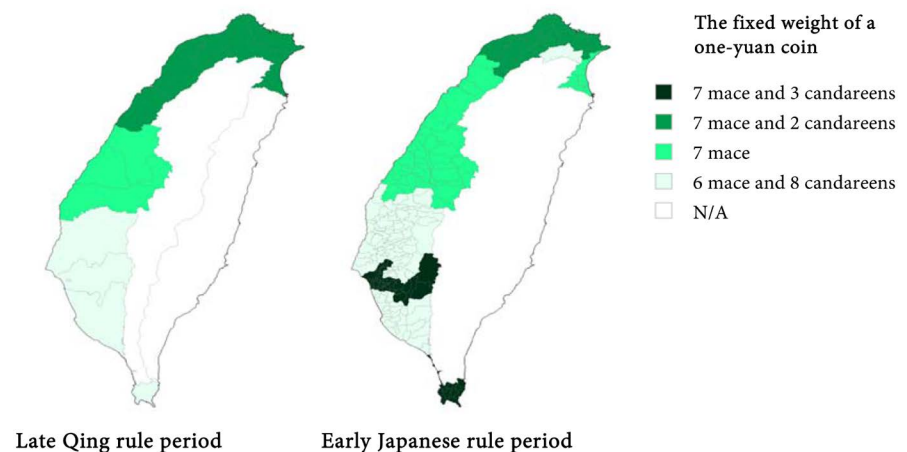 The fixed weight of a
one-yuan coin
7 mace and 3 candareens
7 mace and 2 candareens
7 mace
6 mace and 8 candareens
N/A
Late Qing rule period
Early Japanese rule period